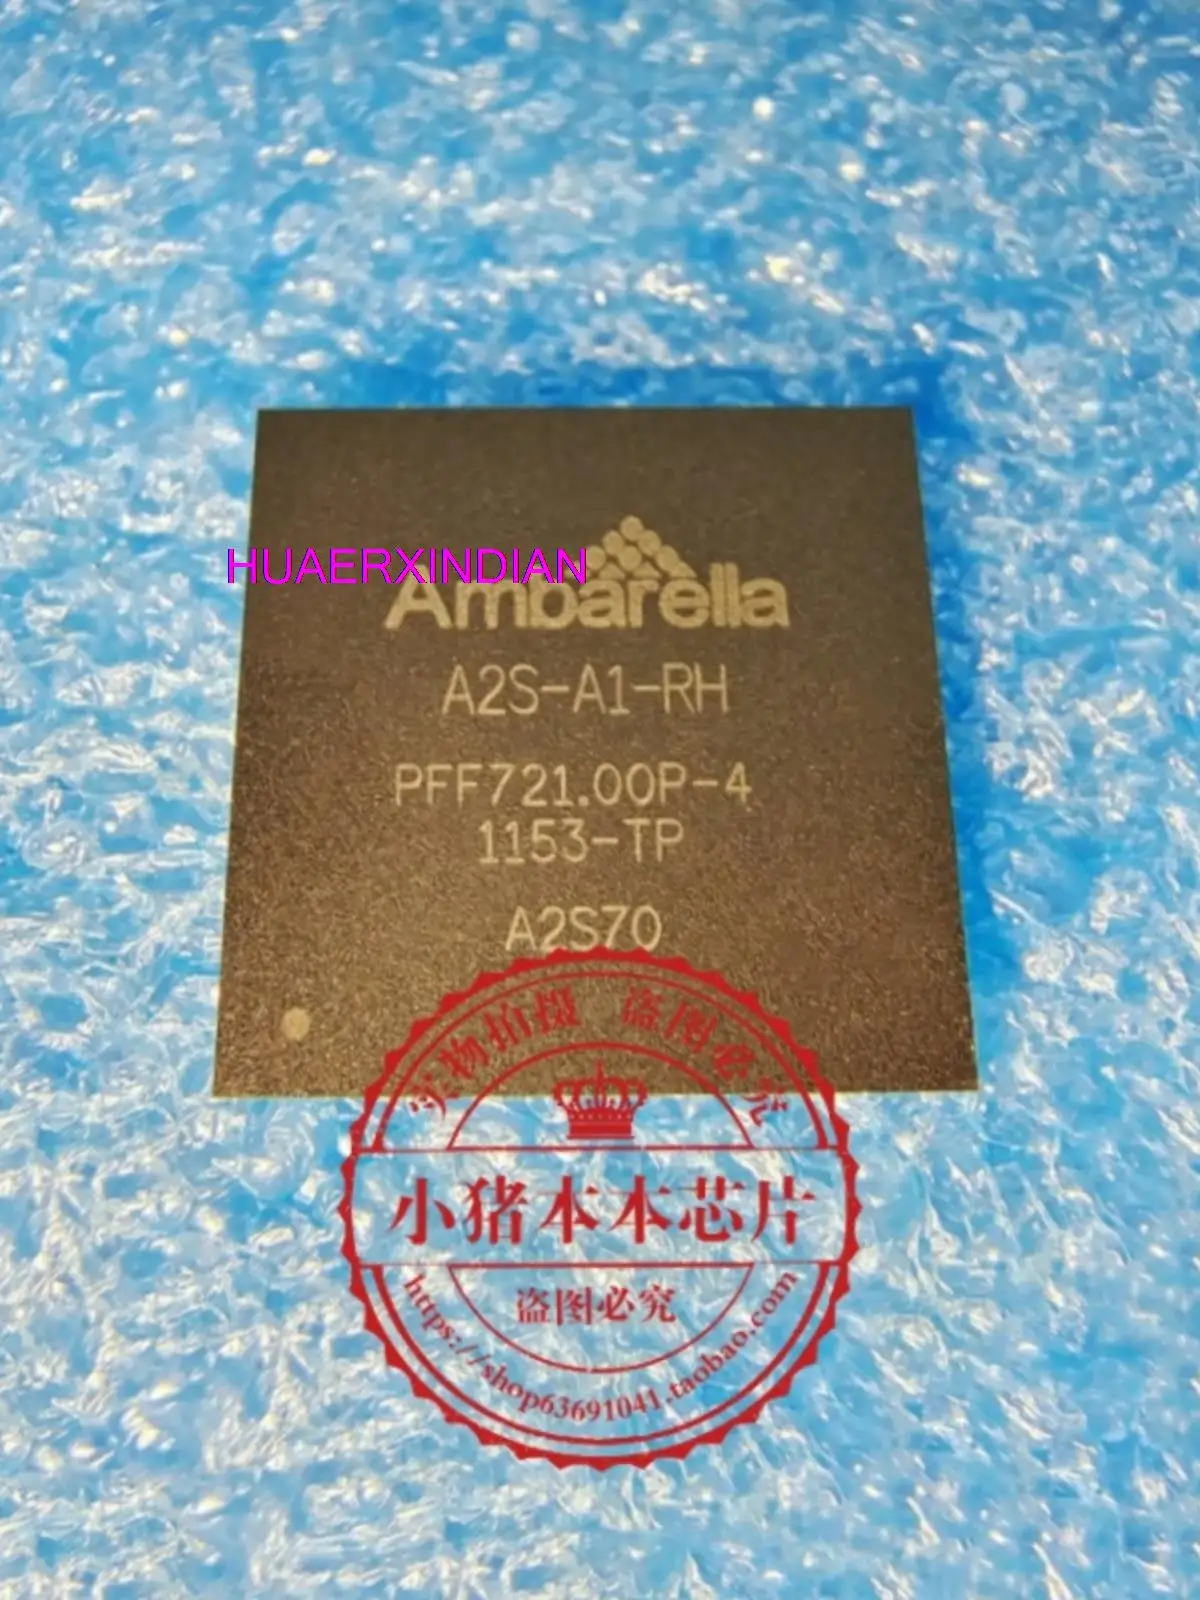 HUAERXINDIAN
Ambarella
A2S-A1-RH
PFF721.00P-4
1153-TP
A2S70
实物拍摄 盗图必究
小猪本本芯片
盗图必究
https://shop63691041.taobao.com